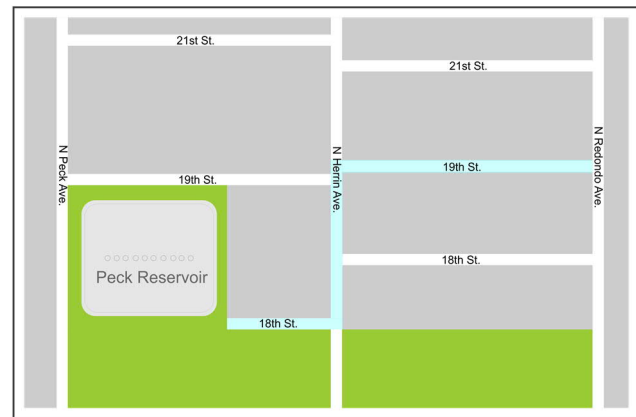 21st St.
21st St.
N Peck Ave.
N Herrin Ave.
N Redondo Ave.
19th St.
19th St.
18th St.
Peck Reservoir
18th St.